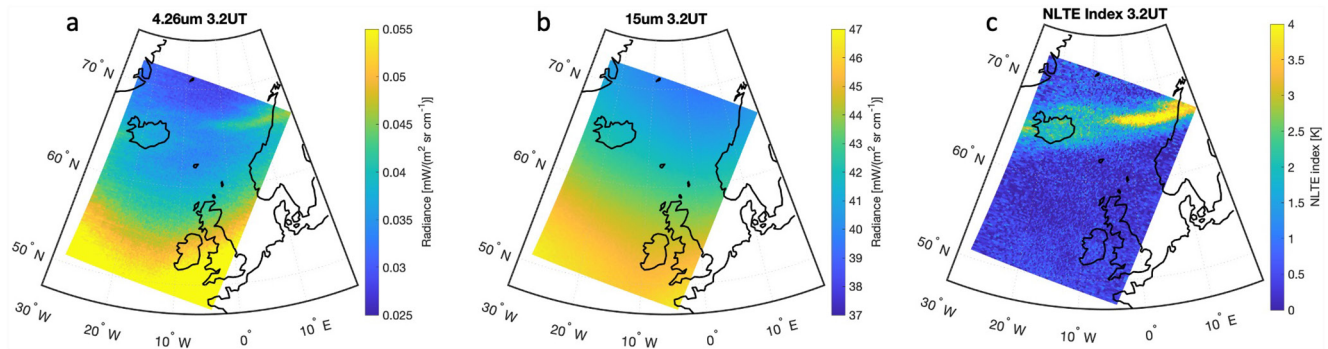 a
4.26um 3.2UT
70° N
60° N
50° N
30° W
20° W
10° W
0°
10° E
0.055
0.05
0.045
0.04
0.035
0.03
0.025
Radiance [mW/(m² sr cm⁻¹)]
b
15um 3.2UT
70° N
60° N
50° N
30° W
20° W
10° W
0°
10° E
47
46
45
44
43
42
41
40
39
38
37
Radiance [mW/(m² sr cm⁻¹)]
c
NLTE Index 3.2UT
70° N
60° N
50° N
30° W
20° W
10° W
0°
10° E
4
3.5
3
2.5
2
1.5
1
0.5
0
NLTE index [K]